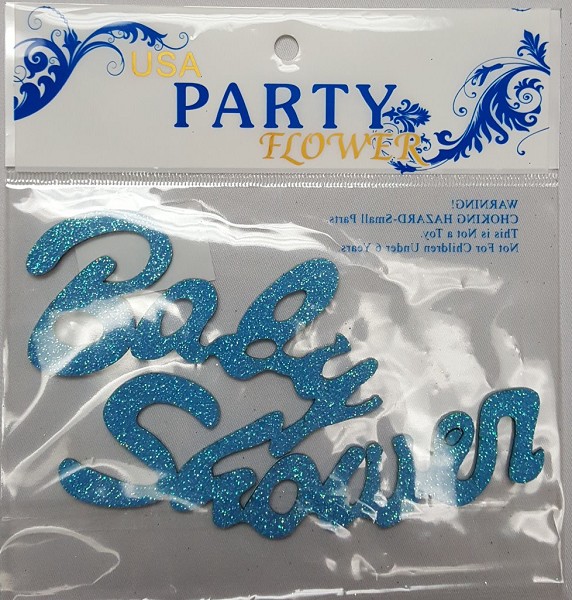 USA
PARTY
FLOWER
WARNING!
CHOKING HAZARD-Small Parts
This is Not a Toy.
Not For Children Under 6 Years
Baby
Shower